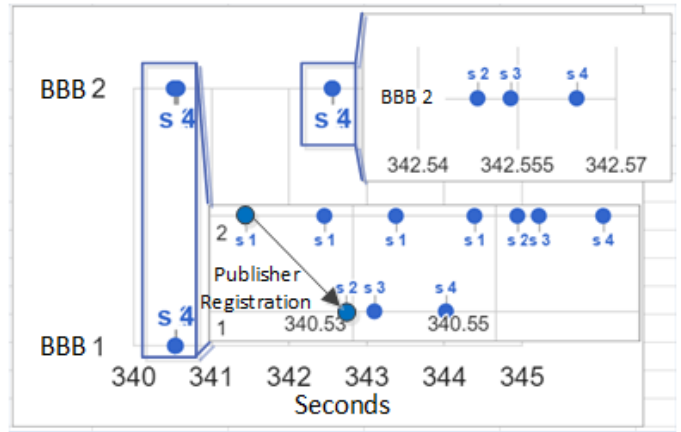 BBB 2
s 4
s 4
s 2 s 3 s 4
BBB 2
342.54 342.555 342.57
2
s 1 s 1 s 1 s 1 s 2 s 3 s 4
Publisher
Registration
s 2 s 3 s 4
1
340.53 340.55
s 4
BBB 1
340 341 342 343 344 345
Seconds